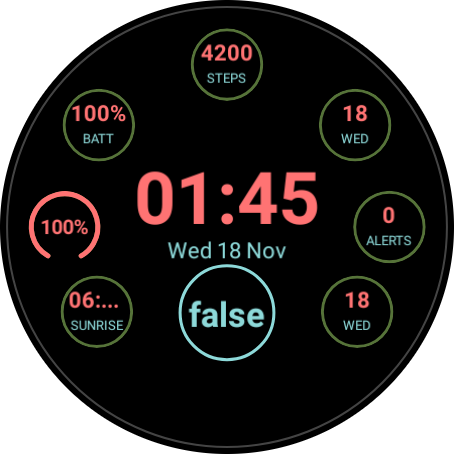 4200
STEPS
100%
BATT
18
WED
01:45
100%
0
ALERTS
Wed 18 Nov
06:...
SUNRISE
false
18
WED